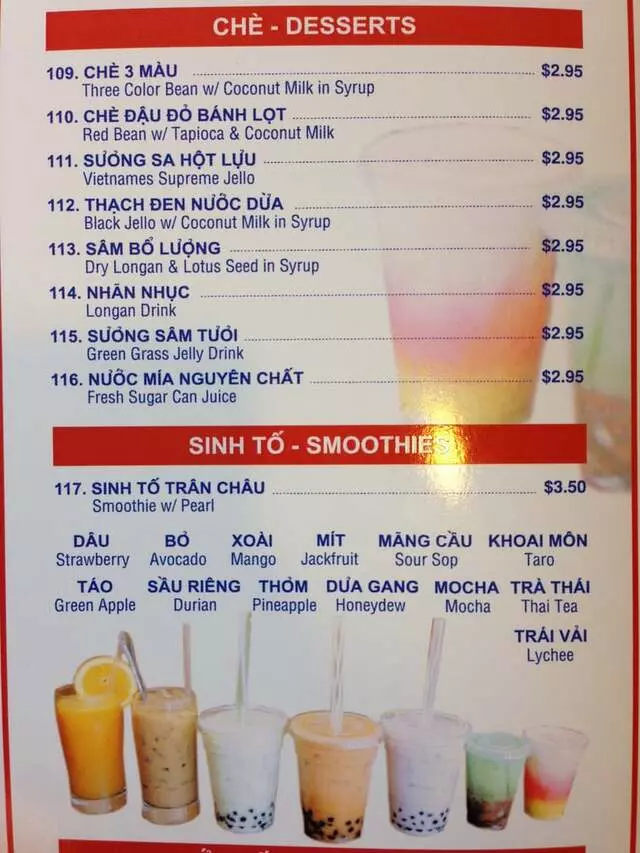 CHÈ - DESSERTS
109. CHÈ 3 MÀU $2.95
Three Color Bean w/ Coconut Milk in Syrup
110. CHÈ ĐẬU ĐỎ BÁNH LỌT $2.95
Red Bean w/ Tapioca & Coconut Milk
111. SƯỞNG SA HỘT LỰU $2.95
Vietnames Supreme Jello
112. THẠCH ĐEN NƯỚC DỪA $2.95
Black Jello w/ Coconut Milk in Syrup
113. SÂM BỔ LƯỢNG $2.95
Dry Longan & Lotus Seed in Syrup
114. NHÃN NHỤC $2.95
Longan Drink
115. SƯỞNG SÂM TƯƠI $2.95
Green Grass Jelly Drink
116. NƯỚC MÍA NGUYÊN CHẤT $2.95
Fresh Sugar Can Juice
SINH TỐ - SMOOTHIES
117. SINH TỐ TRÂN CHÂU $3.50
Smoothie w/ Pearl
DÂU BỎ XOÀI MÍT MÃNG CẦU KHOAI MÔN
Strawberry Avocado Mango Jackfruit Sour Sop Taro
TÁO SẦU RIÊNG THỎM DƯA GANG MOCHA TRÀ THÁI
Green Apple Durian Pineapple Honeydew Mocha Thai Tea
TRÁI VẢI
Lychee